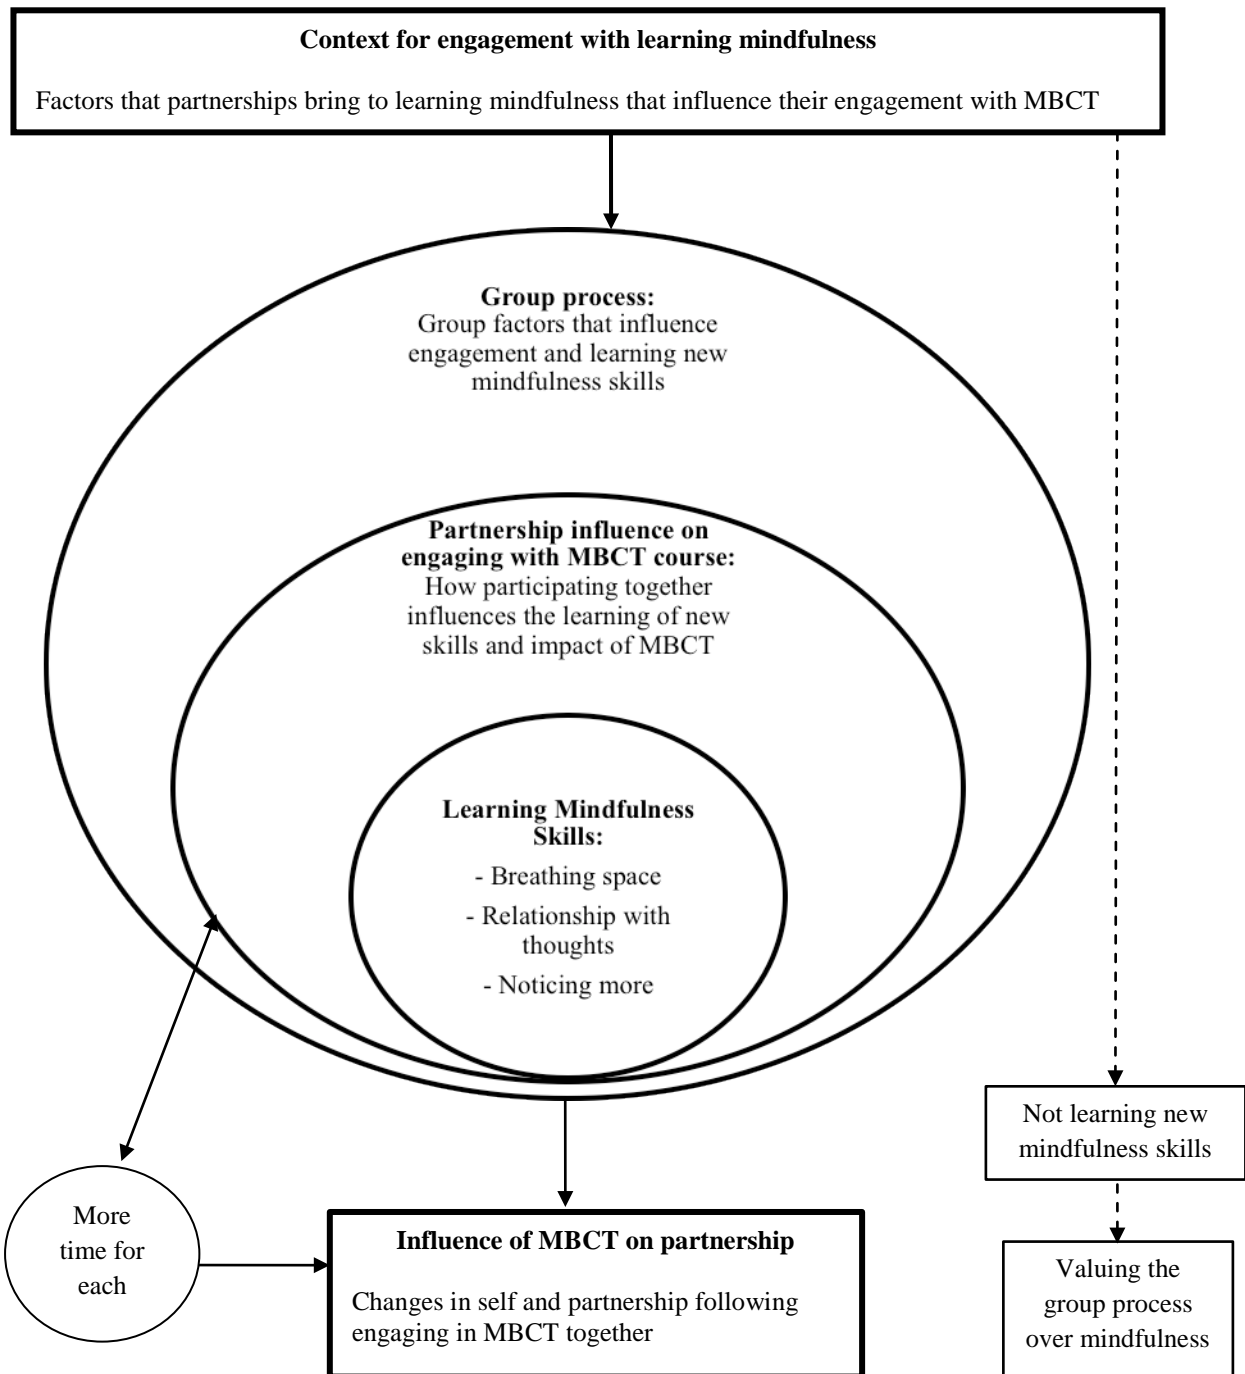 Context for engagement with learning mindfulness
Factors that partnerships bring to learning mindfulness that influence their engagement with MBCT
Group process:
Group factors that influence
engagement and learning new
mindfulness skills
Partnership influence on
engaging with MBCT course:
How participating together
influences the learning of new
skills and impact of MBCT
Learning Mindfulness
Skills:
- Breathing space
- Relationship with
thoughts
- Noticing more
Not learning new
mindfulness skills
More
time for
each
Influence of MBCT on partnership
Changes in self and partnership following
engaging in MBCT together
Valuing the
group process
over mindfulness